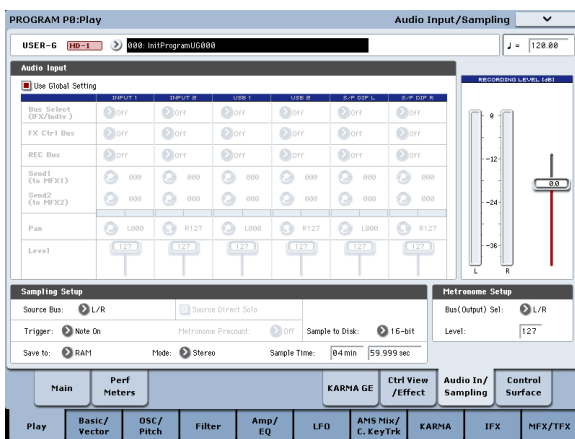 PROGRAM P0:Play Audio Input/Sampling
USER-G HD-1 000: InitProgramUG000 ♩ = 120.00
Audio Input
Use Global Setting
RECORDING LEVEL [dB]
INPUT 1 INPUT 2 USB 1 USB 2 S/P DIF L S/P DIF R
Bus Select
(IFX/Indiv.)
Off Off Off Off Off Off
FX Ctrl Bus Off Off Off Off Off Off
REC Bus Off Off Off Off Off Off
Send1
(to MFX1)
000 000 000 000 000 000
Send2
(to MFX2)
000 000 000 000 000 000
Pan L000 R127 L000 R127 L000 R127
Level 127 127 127 127 127 127
0
-12
-24
-36
0.0
L R
Sampling Setup
Source Bus: L/R Source Direct Solo
Trigger: Note On Metronome Precount: Off Sample to Disk: 16-bit
Save to: RAM Mode: Stereo Sample Time: 04 min 59.999 sec
Metronome Setup
Bus(Output) Sel: L/R
Level: 127
Main
Perf
Meters
KARMA GE
Ctrl View
/Effect
Audio In/
Sampling
Control
Surface
Play
Basic/
Vector
OSC/
Pitch
Filter
Amp/
EQ
LFO
AMS Mix/
C. KeyTrk
KARMA
IFX
MFX/TFX